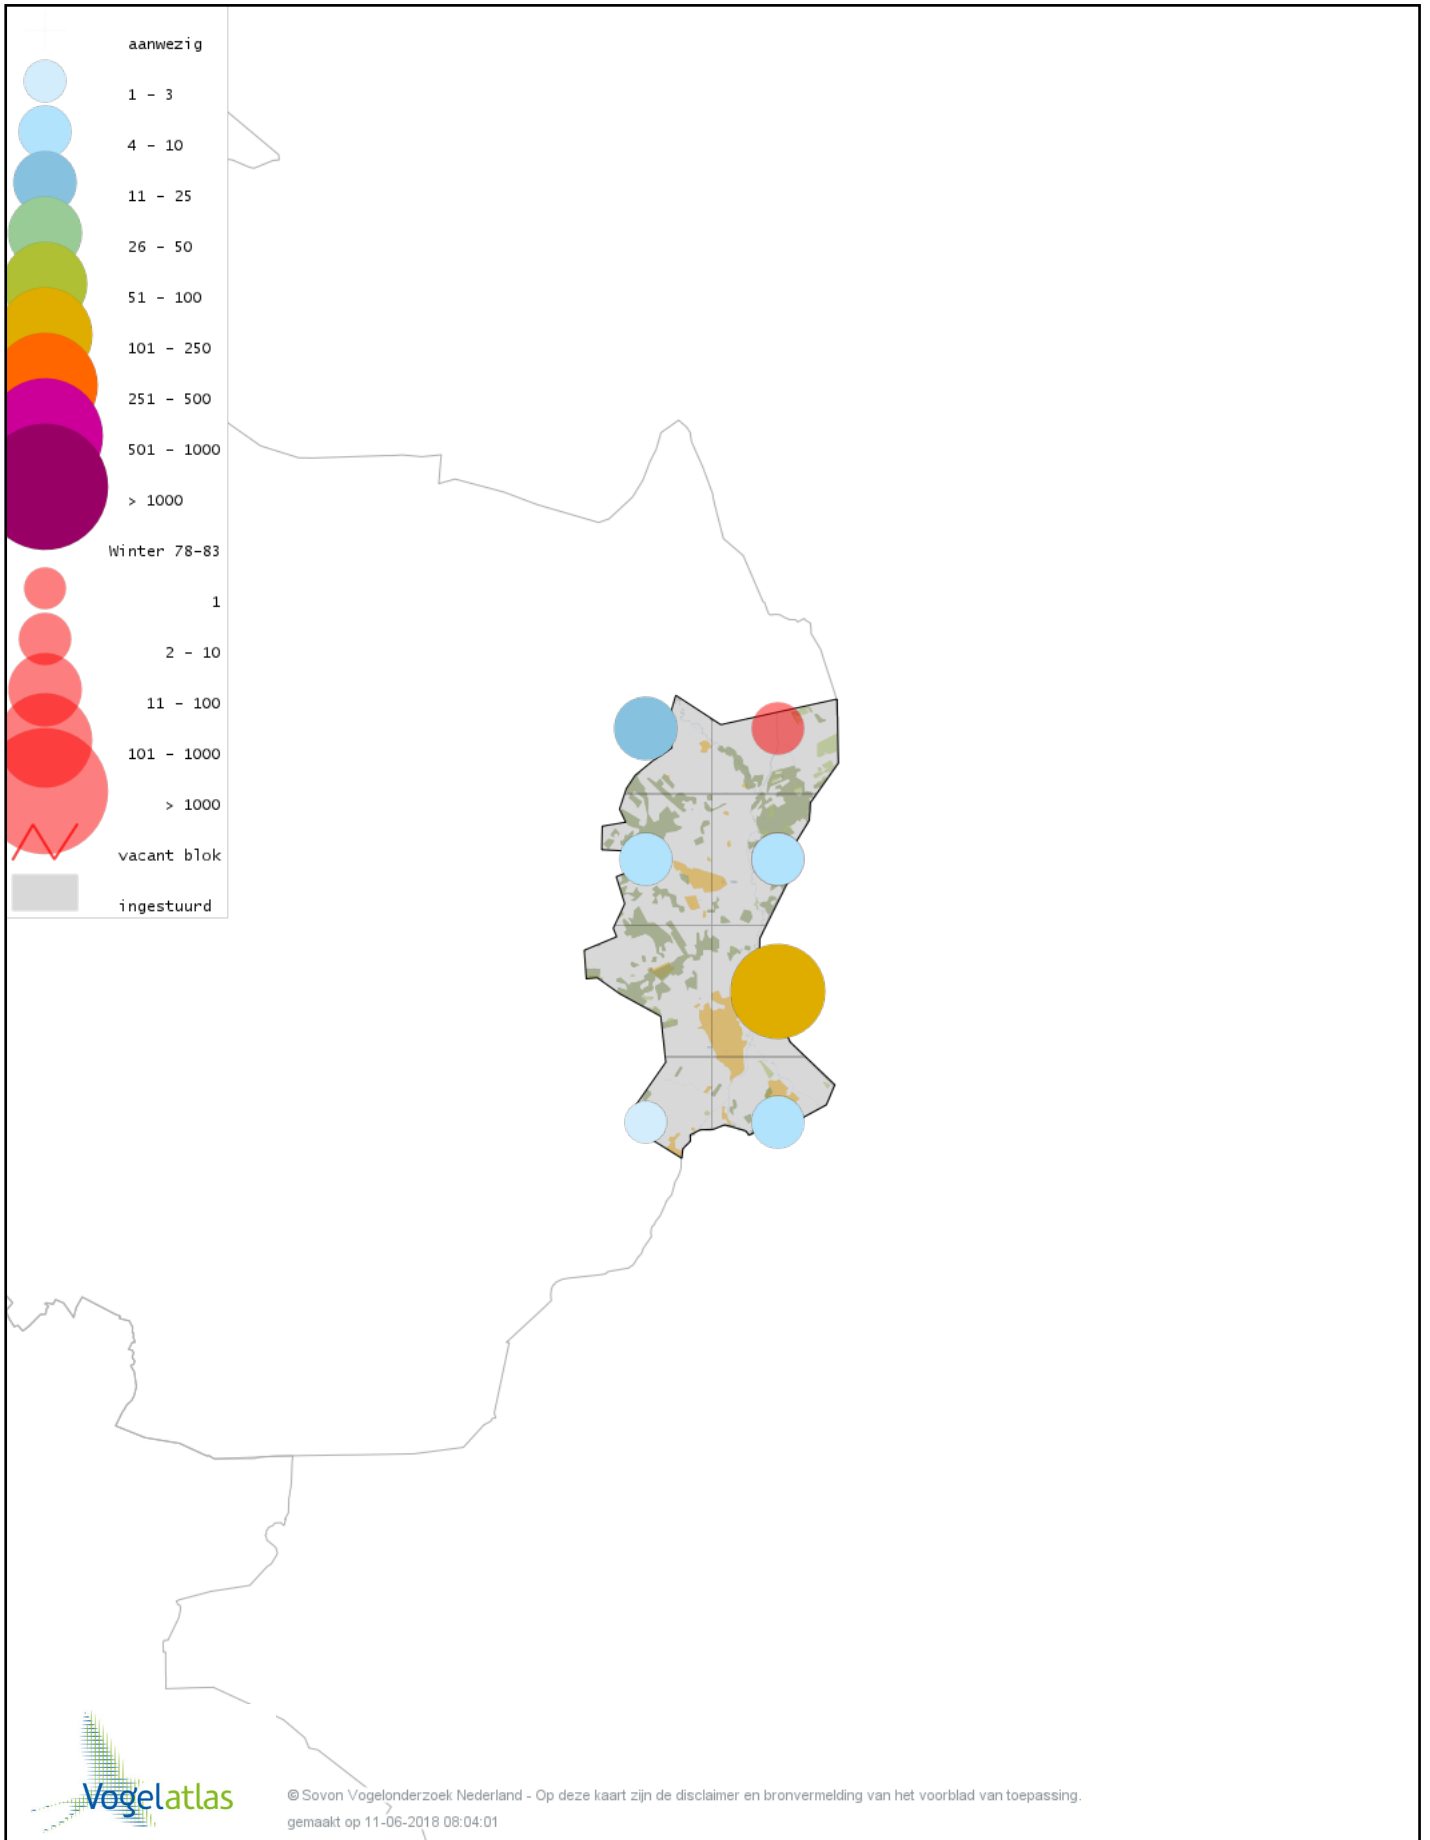 aanwezig
1 - 3
4 - 10
11 - 25
26 - 50
51 - 100
101 - 250
251 - 500
501 - 1000
> 1000
Winter 78-83
1
2 - 10
11 - 100
101 - 1000
> 1000
vacant blok
ingestuurd
Vogelatlas
© Sovon Vogelonderzoek Nederland - Op deze kaart zijn de disclaimer en bronvermelding van het voorblad van toepassing.
gemaakt op 11-06-2018 08:04:01